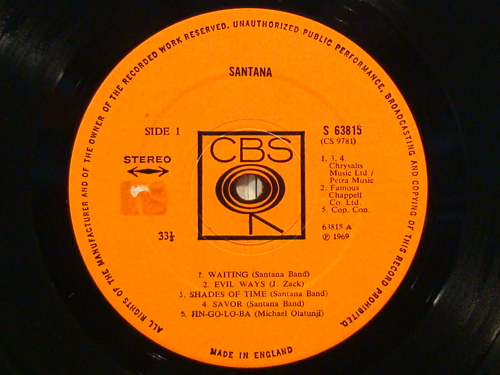 ALL RIGHTS OF THE MANUFACTURER AND OF THE OWNER OF THE RECORDED WORK RESERVED. UNAUTHORIZED PUBLIC PERFORMANCE, BROADCASTING AND COPYING OF THIS RECORD PROHIBITED.
SANTANA
SIDE 1
S 63815
(CS 9781)
STEREO
CBS
1, 3, 4.
Chrysalis
Music Ltd./
Petra Music
2. Famous
Chappell
Co. Ltd.
5. Cop. Con.
33⅓
63815 A
℗ 1969
1. WAITING (Santana Band)
2. EVIL WAYS (J. Zack)
3. SHADES OF TIME (Santana Band)
4. SAVOR (Santana Band)
5. JIN-GO-LO-BA (Michael Olatunji)
MADE IN ENGLAND